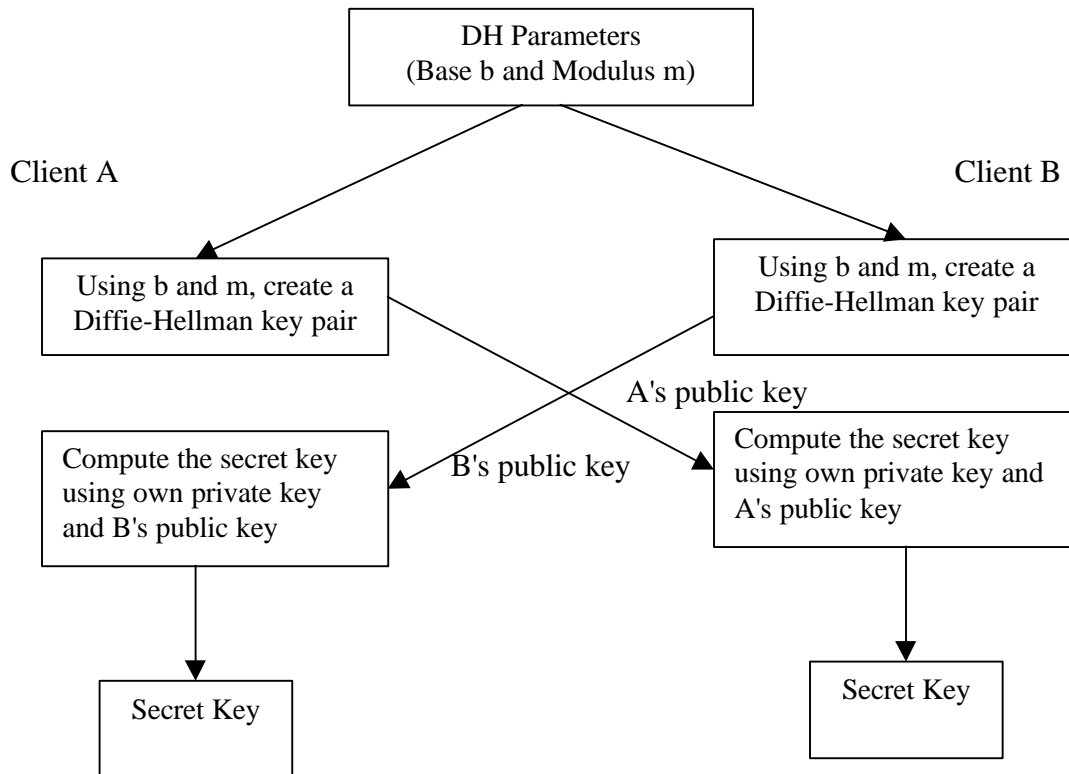 DH Parameters
(Base b and Modulus m)
Client A
Client B
Using b and m, create a
Diffie-Hellman key pair
Using b and m, create a
Diffie-Hellman key pair
A's public key
B's public key
Compute the secret key
using own private key
and B's public key
Compute the secret key
using own private key and
A's public key
Secret Key
Secret Key